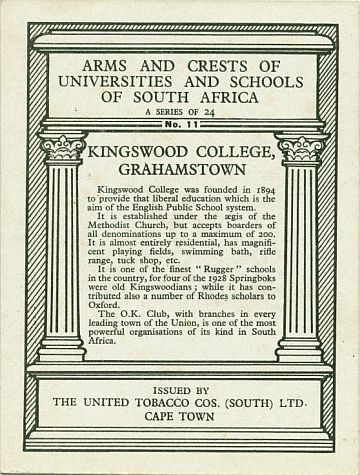 ARMS AND CRESTS OF
UNIVERSITIES AND SCHOOLS
OF SOUTH AFRICA
A SERIES OF 24
No. 11
KINGSWOOD COLLEGE,
GRAHAMSTOWN
Kingswood College was founded in 1894
to provide that liberal education which is the
aim of the English Public School system.
It is established under the ægis of the
Methodist Church, but accepts boarders of
all denominations up to a maximum of 200.
It is almost entirely residential, has magnifi-
cent playing fields, swimming bath, rifle
range, tuck shop, etc.
It is one of the finest "Rugger" schools
in the country, for four of the 1928 Springboks
were old Kingswoodians; while it has con-
tributed also a number of Rhodes scholars to
Oxford.
The O.K. Club, with branches in every
leading town of the Union, is one of the most
powerful organisations of its kind in South
Africa.
ISSUED BY
THE UNITED TOBACCO COS. (SOUTH) LTD.
CAPE TOWN